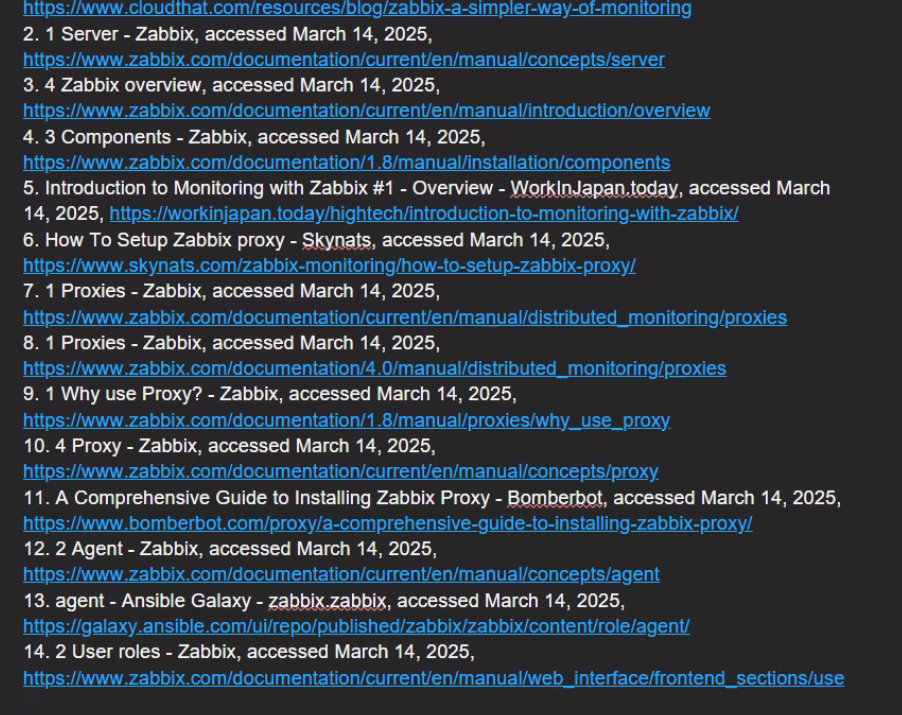 https://www.cloudthat.com/resources/blog/zabbix-a-simpler-way-of-monitoring
2. 1 Server - Zabbix, accessed March 14, 2025,
https://www.zabbix.com/documentation/current/en/manual/concepts/server
3. 4 Zabbix overview, accessed March 14, 2025,
https://www.zabbix.com/documentation/current/en/manual/introduction/overview
4. 3 Components - Zabbix, accessed March 14, 2025,
https://www.zabbix.com/documentation/1.8/manual/installation/components
5. Introduction to Monitoring with Zabbix #1 - Overview - WorkInJapan.today, accessed March
14, 2025, https://workinjapan.today/hightech/introduction-to-monitoring-with-zabbix/
6. How To Setup Zabbix proxy - Skynats, accessed March 14, 2025,
https://www.skynats.com/zabbix-monitoring/how-to-setup-zabbix-proxy/
7. 1 Proxies - Zabbix, accessed March 14, 2025,
https://www.zabbix.com/documentation/current/en/manual/distributed_monitoring/proxies
8. 1 Proxies - Zabbix, accessed March 14, 2025,
https://www.zabbix.com/documentation/4.0/manual/distributed_monitoring/proxies
9. 1 Why use Proxy? - Zabbix, accessed March 14, 2025,
https://www.zabbix.com/documentation/1.8/manual/proxies/why_use_proxy
10. 4 Proxy - Zabbix, accessed March 14, 2025,
https://www.zabbix.com/documentation/current/en/manual/concepts/proxy
11. A Comprehensive Guide to Installing Zabbix Proxy - Bomberbot, accessed March 14, 2025,
https://www.bomberbot.com/proxy/a-comprehensive-guide-to-installing-zabbix-proxy/
12. 2 Agent - Zabbix, accessed March 14, 2025,
https://www.zabbix.com/documentation/current/en/manual/concepts/agent
13. agent - Ansible Galaxy - zabbix.zabbix, accessed March 14, 2025,
https://galaxy.ansible.com/ui/repo/published/zabbix/zabbix/content/role/agent/
14. 2 User roles - Zabbix, accessed March 14, 2025,
https://www.zabbix.com/documentation/current/en/manual/web_interface/frontend_sections/use